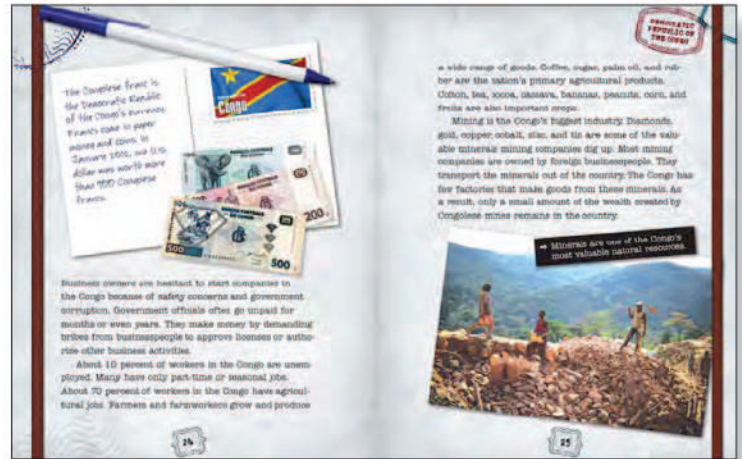 The Congolese franc is
the Democratic Republic
of the Congo's currency.
Francs come in paper
money and coins. In
January 2012, one U.S.
dollar was worth more
than 900 Congolese
francs.
Congo
200
500
500
Business owners are hesitant to start companies in
the Congo because of safety concerns and government
corruption. Government officials often go unpaid for
months or even years. They make money by demanding
bribes from businesspeople to approve licenses or autho-
rize other business activities.
About 10 percent of workers in the Congo are unem-
ployed. Many have only part-time or seasonal jobs.
About 70 percent of workers in the Congo have agricul-
tural jobs. Farmers and farmworkers grow and produce
24
DEMOCRATIC
REPUBLIC OF
THE CONGO
a wide range of goods. Coffee, sugar, palm oil, and rub-
ber are the nation's primary agricultural products.
Cotton, tea, cocoa, cassava, bananas, peanuts, corn, and
fruits are also important crops.
Mining is the Congo's biggest industry. Diamonds,
gold, copper, cobalt, zinc, and tin are some of the valu-
able minerals mining companies dig up. Most mining
companies are owned by foreign businesspeople. They
transport the minerals out of the country. The Congo has
few factories that make goods from these minerals. As
a result, only a small amount of the wealth created by
Congolese mines remains in the country.
Minerals are one of the Congo's
most valuable natural resources.
25